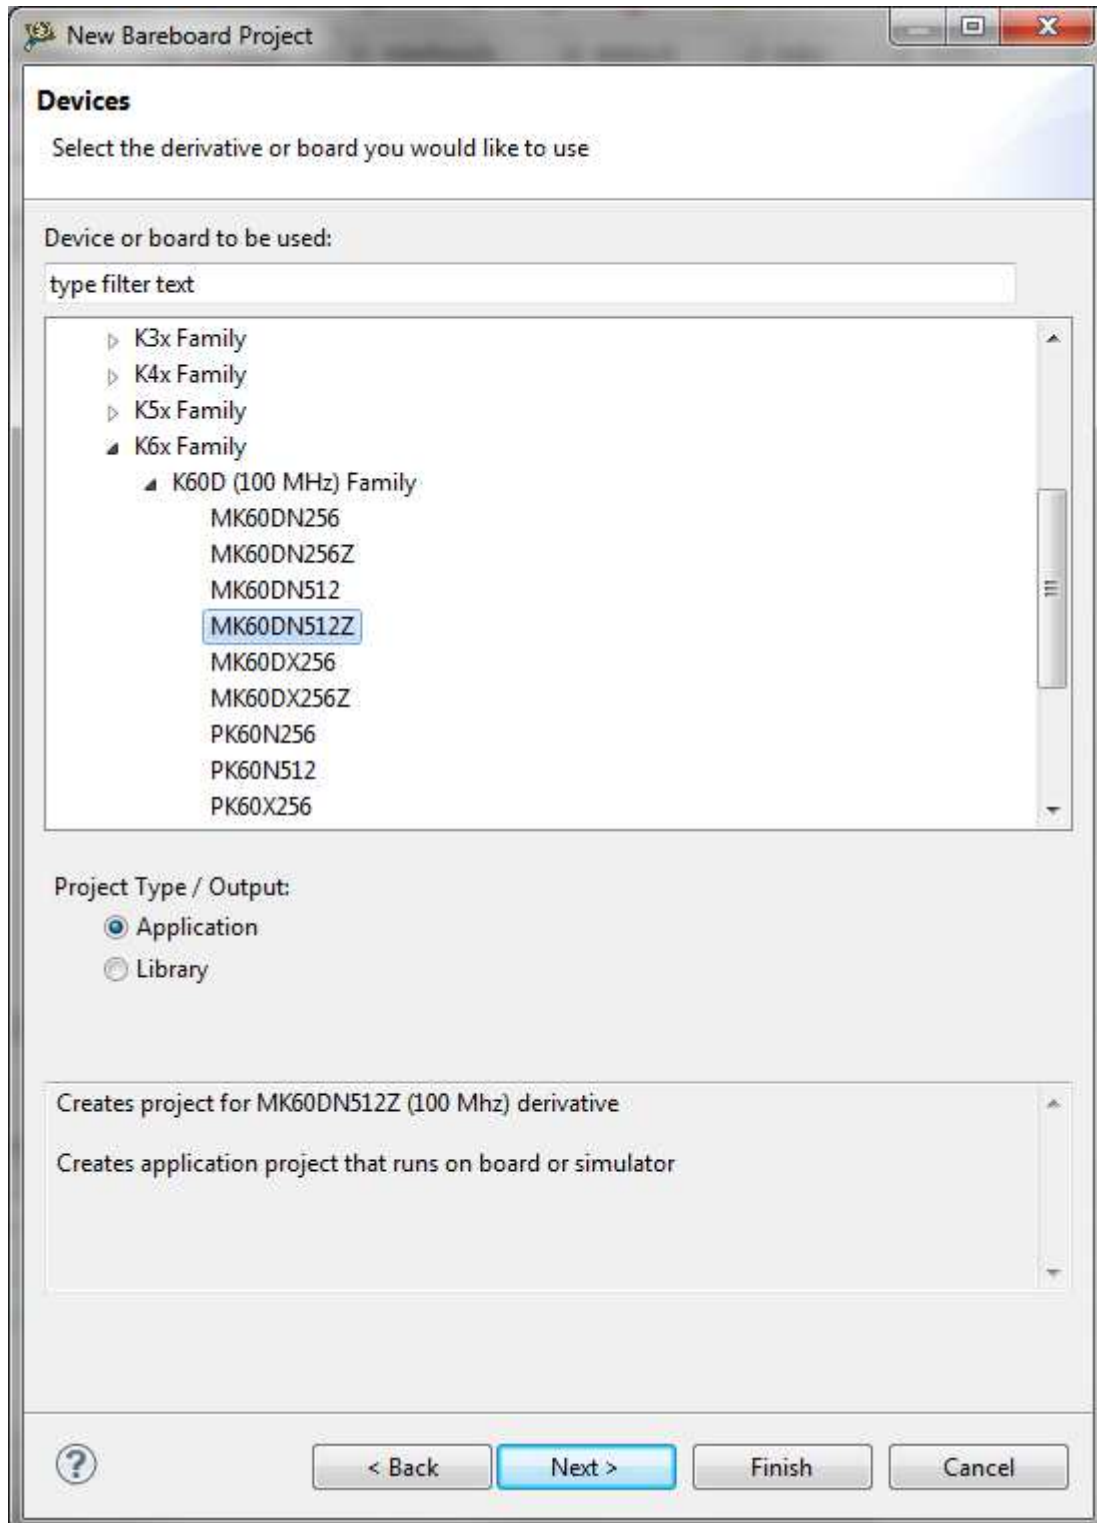 New Bareboard Project
Devices
Select the derivative or board you would like to use
Device or board to be used:
type filter text
K3x Family
K4x Family
K5x Family
K6x Family
K60D (100 MHz) Family
MK60DN256
MK60DN256Z
MK60DN512
MK60DN512Z
MK60DX256
MK60DX256Z
PK60N256
PK60N512
PK60X256
Project Type / Output:
Application
Library
Creates project for MK60DN512Z (100 Mhz) derivative
Creates application project that runs on board or simulator
? < Back Next > Finish Cancel